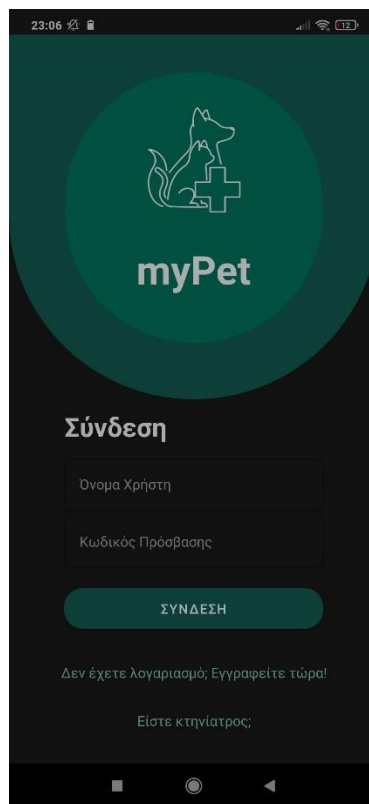 23:06
12
myPet
Σύνδεση
Όνομα Χρήστη
Κωδικός Πρόσβασης
ΣΥΝΔΕΣΗ
Δεν έχετε λογαριασμό; Εγγραφείτε τώρα!
Είστε κτηνίατρος;